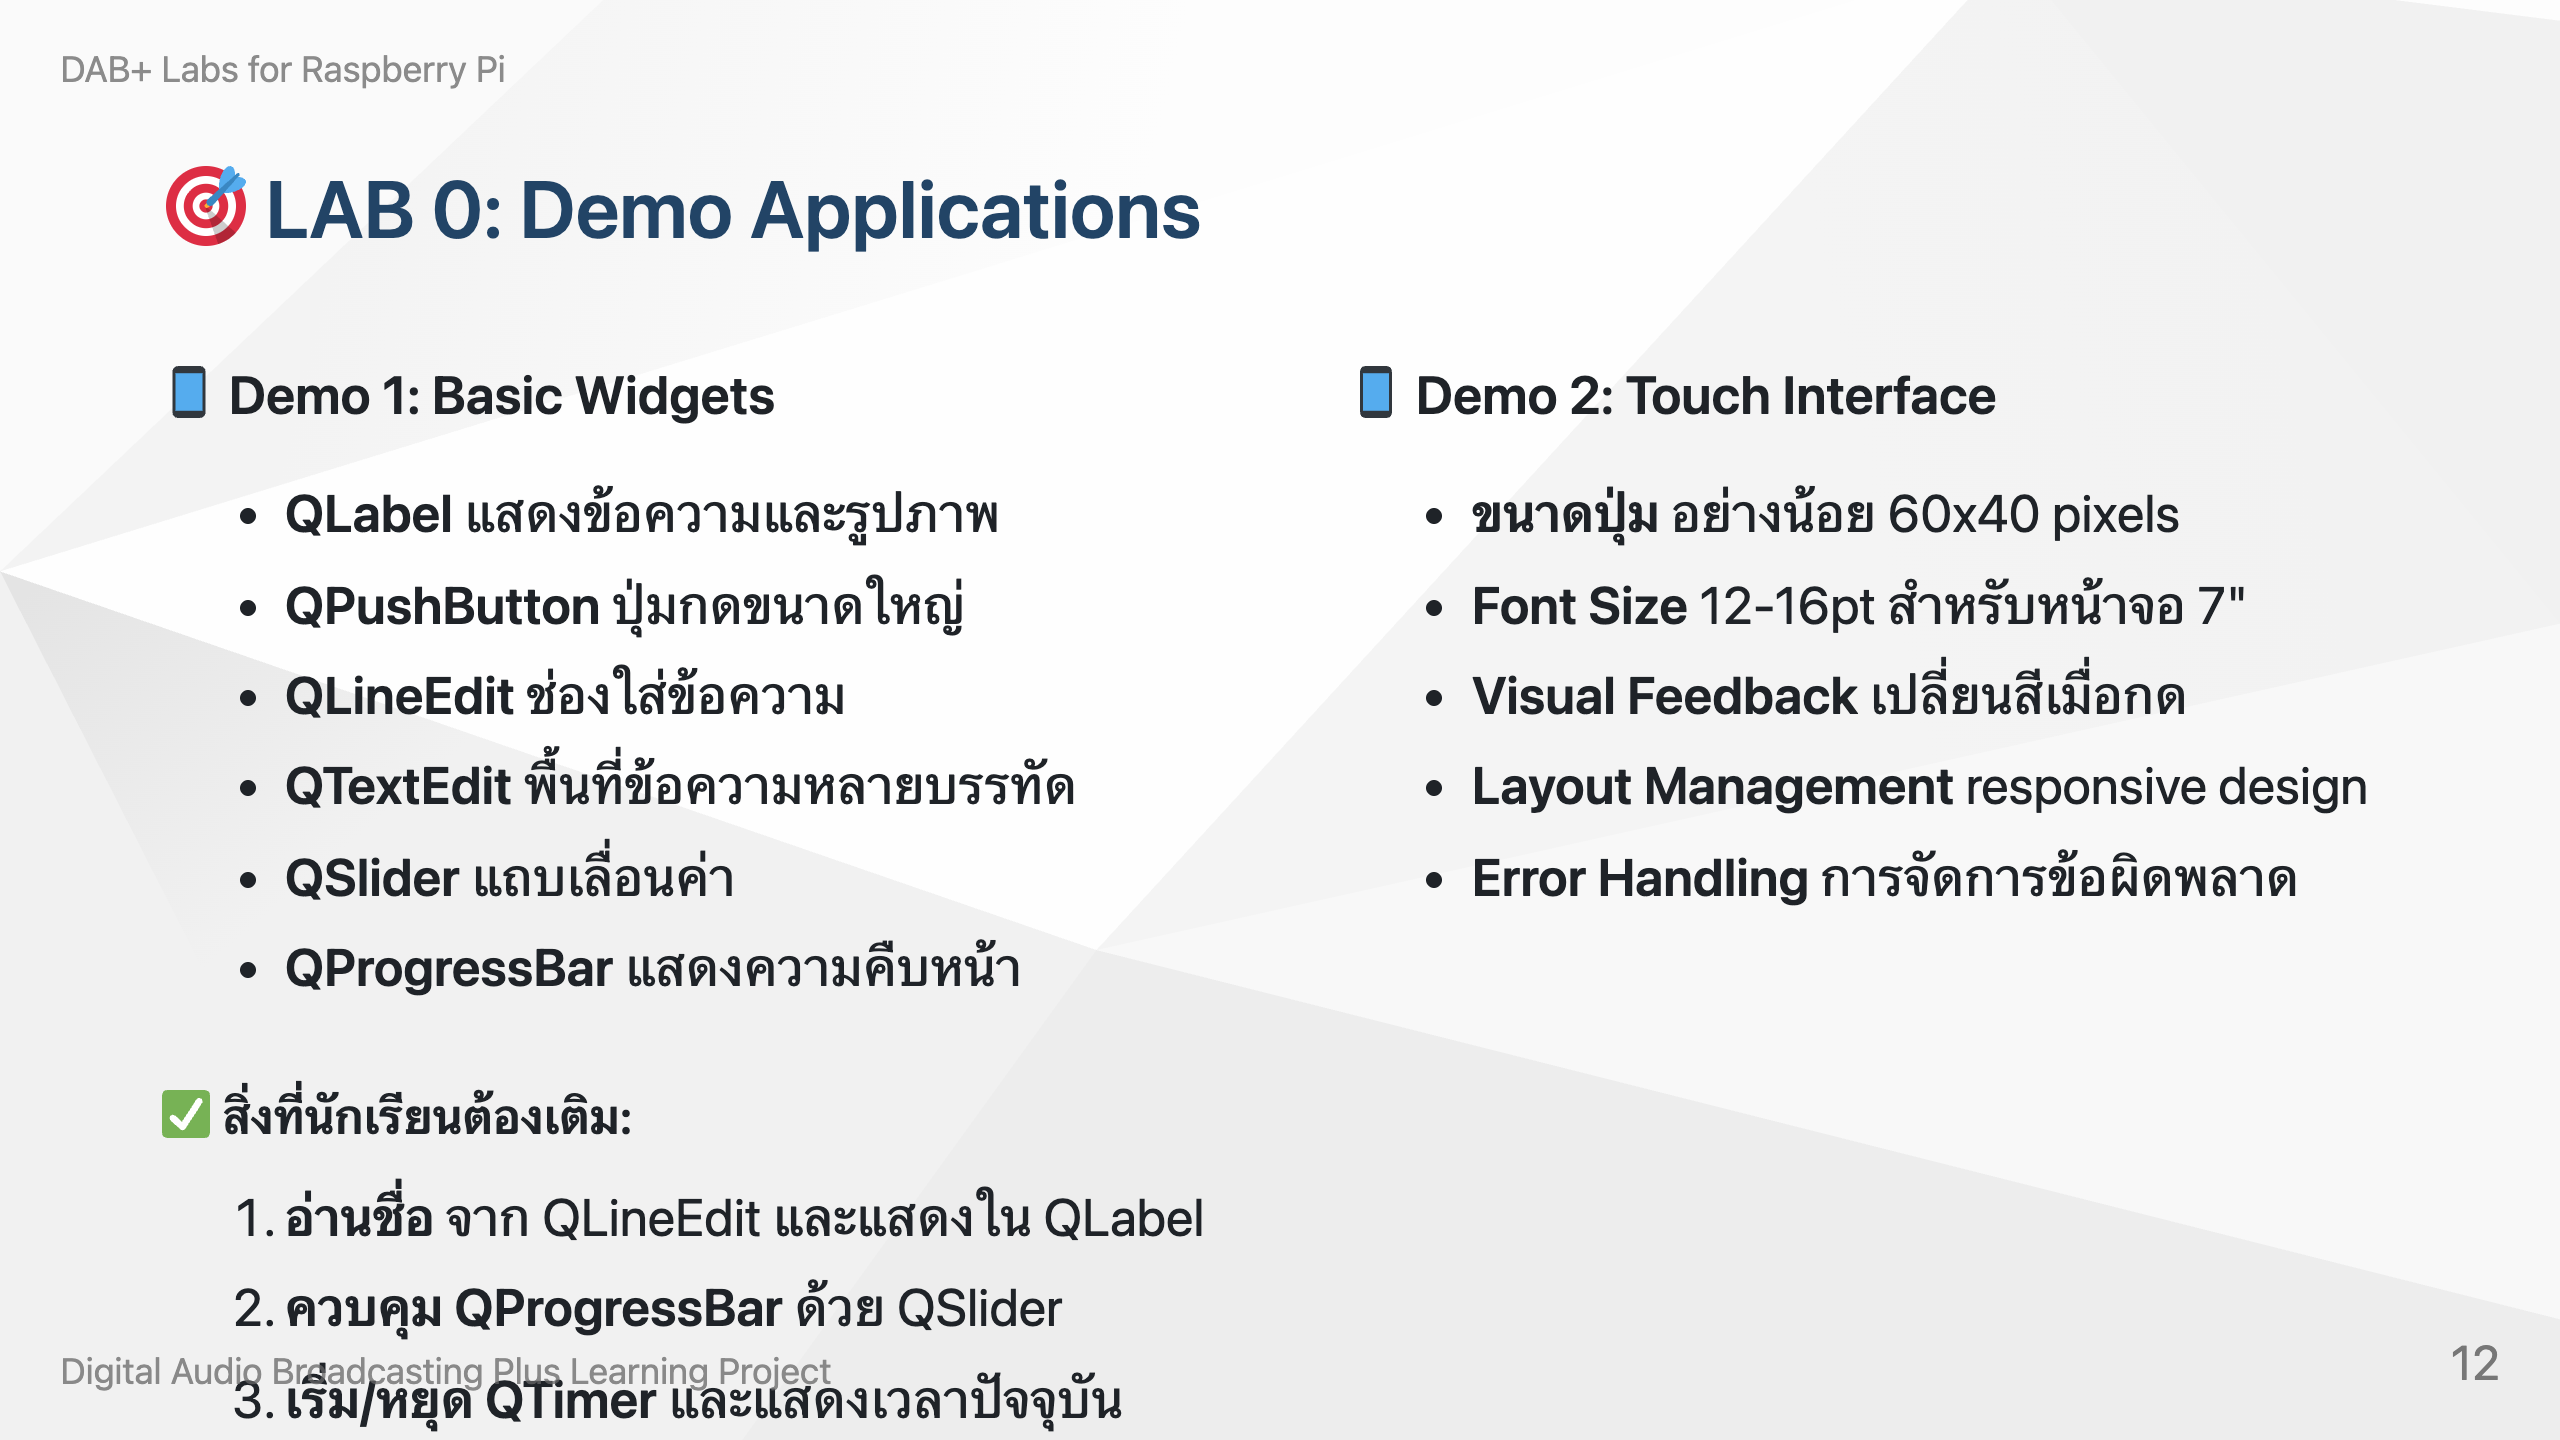 DAB+ Labs for Raspberry Pi
🎯 LAB 0: Demo Applications
📱 Demo 1: Basic Widgets
• QLabel แสดงข้อความและรูปภาพ
• QPushButton ปุ่มกดขนาดใหญ่
• QLineEdit ช่องใส่ข้อความ
• QTextEdit พื้นที่ข้อความหลายบรรทัด
• QSlider แถบเลื่อนค่า
• QProgressBar แสดงความคืบหน้า
📱 Demo 2: Touch Interface
• ขนาดปุ่ม อย่างน้อย 60x40 pixels
• Font Size 12-16pt สำหรับหน้าจอ 7"
• Visual Feedback เปลี่ยนสีเมื่อกด
• Layout Management responsive design
• Error Handling การจัดการข้อผิดพลาด
✅ สิ่งที่นักเรียนต้องเติม:
1. อ่านชื่อ จาก QLineEdit และแสดงใน QLabel
2. ควบคุม QProgressBar ด้วย QSlider
3. เริ่ม/หยุด QTimer และแสดงเวลาปัจจุบัน
Digital Audio Broadcasting Plus Learning Project
12